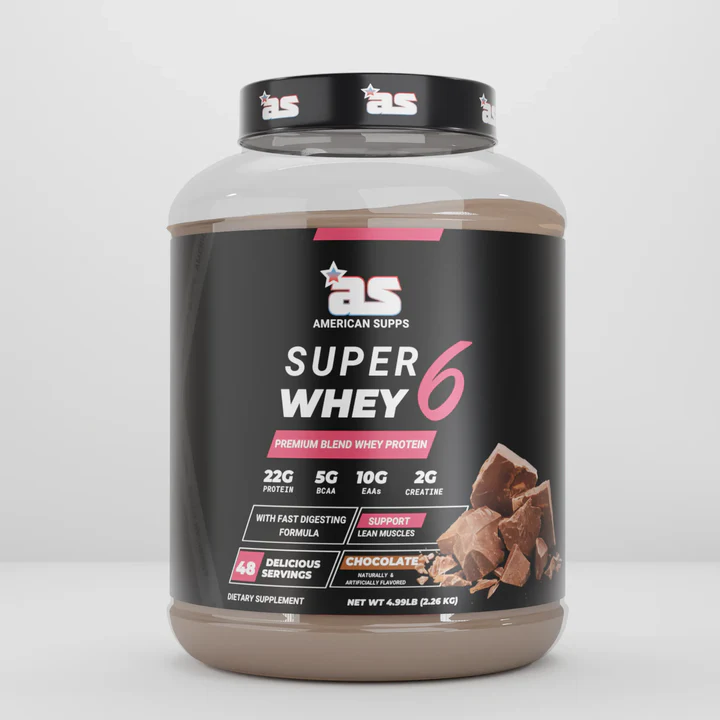 as
as
as
as
AMERICAN SUPPS
SUPER 6
WHEY
PREMIUM BLEND WHEY PROTEIN
22G 5G 10G 2G
PROTEIN BCAA EAAs CREATINE
WITH FAST DIGESTING
FORMULA
SUPPORT
LEAN MUSCLES
48 DELICIOUS
SERVINGS
CHOCOLATE
NATURALLY &
ARTIFICIALLY FLAVORED
DIETARY SUPPLEMENT
NET WT 4.99LB (2.26 KG)